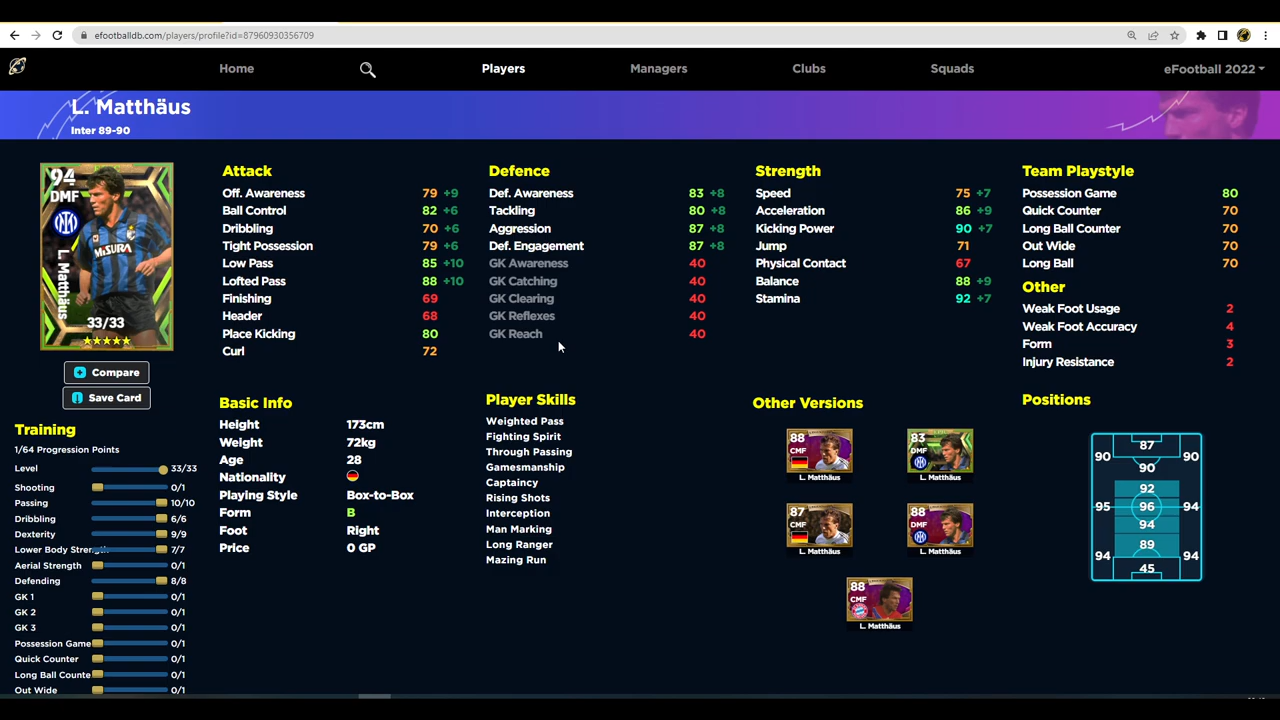 efootballdb.com/players/profile?id=87960930356709
Home Players Managers Clubs Squads eFootball 2022
L. Matthäus
Inter 89-90
94
DMF
MISURA
L. Matthäus
33/33
Compare
Save Card
Training
1/64 Progression Points
Level 33/33
Shooting 0/1
Passing 10/10
Dribbling 6/6
Dexterity 9/9
Lower Body Strength 7/7
Aerial Strength 0/1
Defending 8/8
GK 1 0/1
GK 2 0/1
GK 3 0/1
Possession Game 0/1
Quick Counter 0/1
Long Ball Counte 0/1
Out Wide 0/1
Attack
Off. Awareness 79 +9
Ball Control 82 +6
Dribbling 70 +6
Tight Possession 79 +6
Low Pass 85 +10
Lofted Pass 88 +10
Finishing 69
Header 68
Place Kicking 80
Curl 72
Defence
Def. Awareness 83 +8
Tackling 80 +8
Aggression 87 +8
Def. Engagement 87 +8
GK Awareness 40
GK Catching 40
GK Clearing 40
GK Reflexes 40
GK Reach 40
Strength
Speed 75 +7
Acceleration 86 +9
Kicking Power 90 +7
Jump 71
Physical Contact 67
Balance 88 +9
Stamina 92 +7
Team Playstyle
Possession Game 80
Quick Counter 70
Long Ball Counter 70
Out Wide 70
Long Ball 70
Other
Weak Foot Usage 2
Weak Foot Accuracy 4
Form 3
Injury Resistance 2
Basic Info
Height 173cm
Weight 72kg
Age 28
Nationality
Playing Style Box-to-Box
Form B
Foot Right
Price 0 GP
Player Skills
Weighted Pass
Fighting Spirit
Through Passing
Gamesmanship
Captaincy
Rising Shots
Interception
Man Marking
Long Ranger
Mazing Run
Other Versions
88 CMF L. Matthäus
83 DMF L. Matthäus
87 CMF L. Matthäus
88 DMF L. Matthäus
88 CMF L. Matthäus
Positions
87
90 90 90
92
95 96 94
94
89
94 94
45